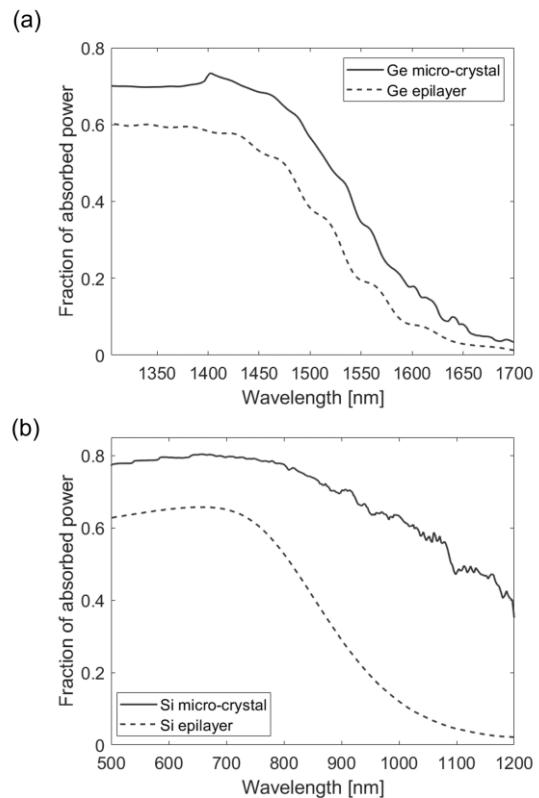 (a)
0.8
0.6
0.4
0.2
0
Fraction of absorbed power
Ge micro-crystal
Ge epilayer
1350 1400 1450 1500 1550 1600 1650 1700
Wavelength [nm]
(b)
0.8
0.6
0.4
0.2
0
Fraction of absorbed power
Si micro-crystal
Si epilayer
500 600 700 800 900 1000 1100 1200
Wavelength [nm]